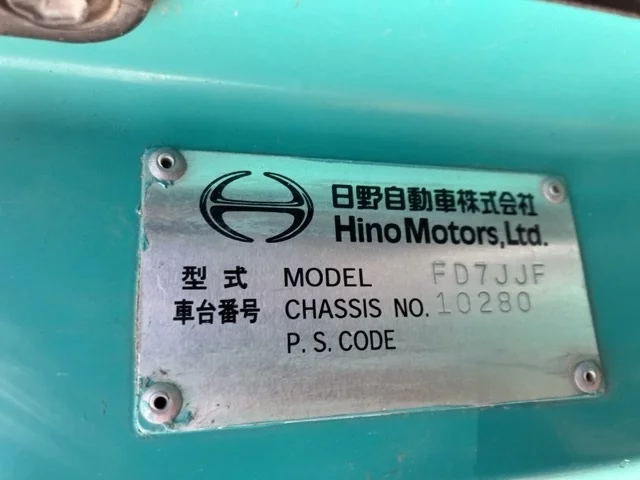 日野自動車株式会社
Hino Motors, Ltd.
型式 MODEL FD7JJF
車台番号 CHASSIS NO. 10280
P.S.CODE